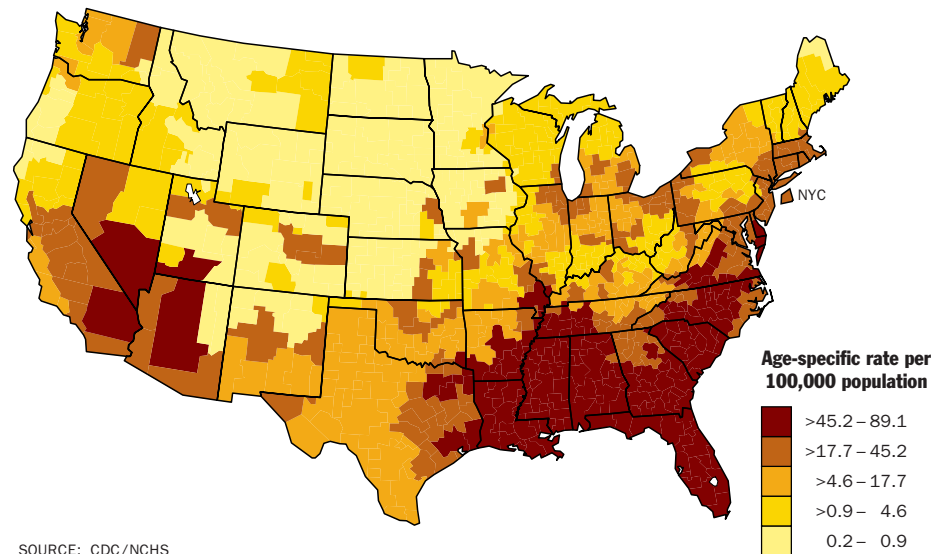 NYC
Age-specific rate per
100,000 population
>45.2 – 89.1
>17.7 – 45.2
>4.6 – 17.7
>0.9 – 4.6
0.2 – 0.9
SOURCE: CDC/NCHS